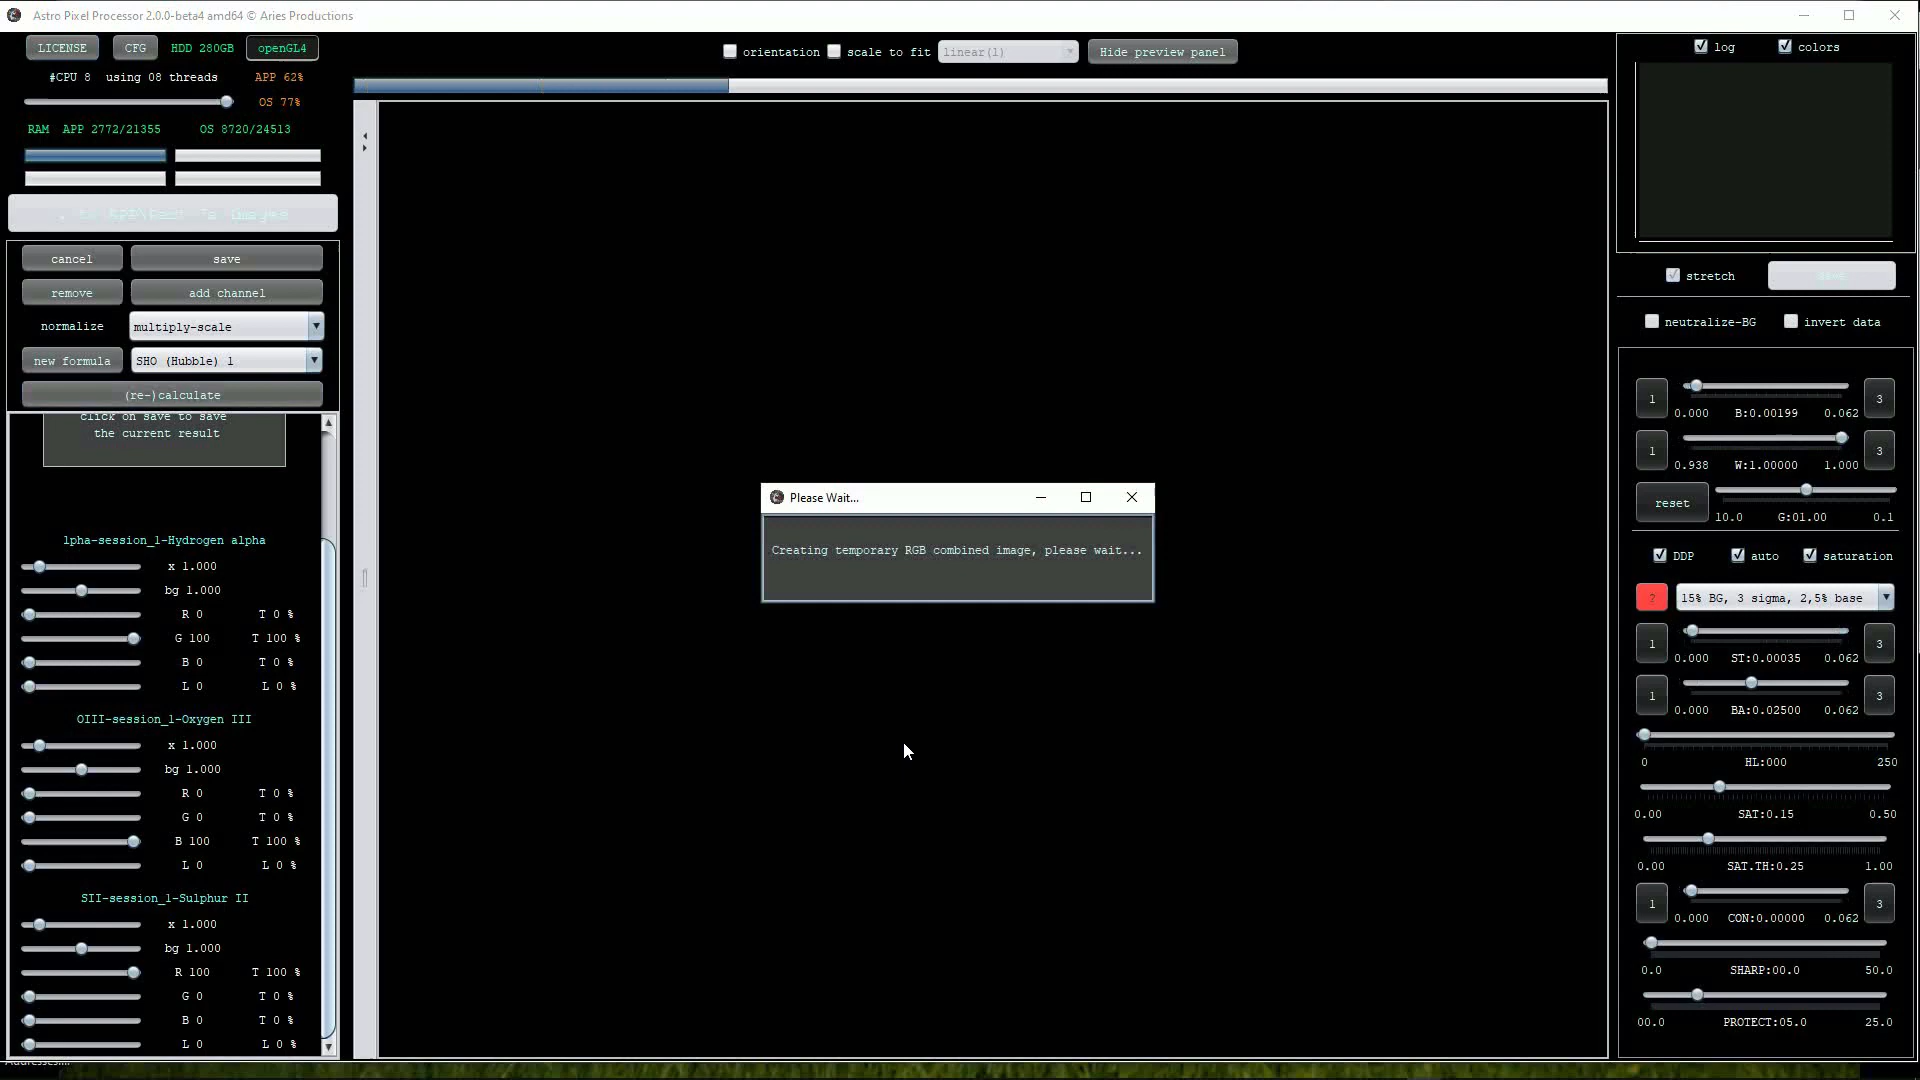 Astro Pixel Processor 2.0.0-beta4 amd64 © Aries Productions
LICENSE CFG HDD 280GB openGL4
#CPU 8 using 08 threads APP 62%
OS 77%
RAM APP 2772/21355 OS 8720/24513
cancel save
remove add channel
normalize multiply-scale
new formula SHO (Hubble) 1
(re-)calculate
click on save to save
the current result
lpha-session_1-Hydrogen alpha
x 1.000
bg 1.000
R 0 T 0 %
G 100 T 100 %
B 0 T 0 %
L 0 L 0 %
OIII-session_1-Oxygen III
x 1.000
bg 1.000
R 0 T 0 %
G 0 T 0 %
B 100 T 100 %
L 0 L 0 %
SII-session_1-Sulphur II
x 1.000
bg 1.000
R 100 T 100 %
G 0 T 0 %
B 0 T 0 %
L 0 L 0 %
orientation scale to fit linear(1) Hide preview panel
Please Wait...
Creating temporary RGB combined image, please wait...
log colors
stretch
neutralize-BG invert data
1 3
0.000 B:0.00199 0.062
1 3
0.938 W:1.00000 1.000
reset
10.0 G:01.00 0.1
DDP auto saturation
? 15% BG, 3 sigma, 2,5% base
1 3
0.000 ST:0.00035 0.062
1 3
0.000 BA:0.02500 0.062
0 HL:000 250
0.00 SAT:0.15 0.50
0.00 SAT.TH:0.25 1.00
1 3
0.000 CON:0.00000 0.062
0.0 SHARP:00.0 50.0
00.0 PROTECT:05.0 25.0